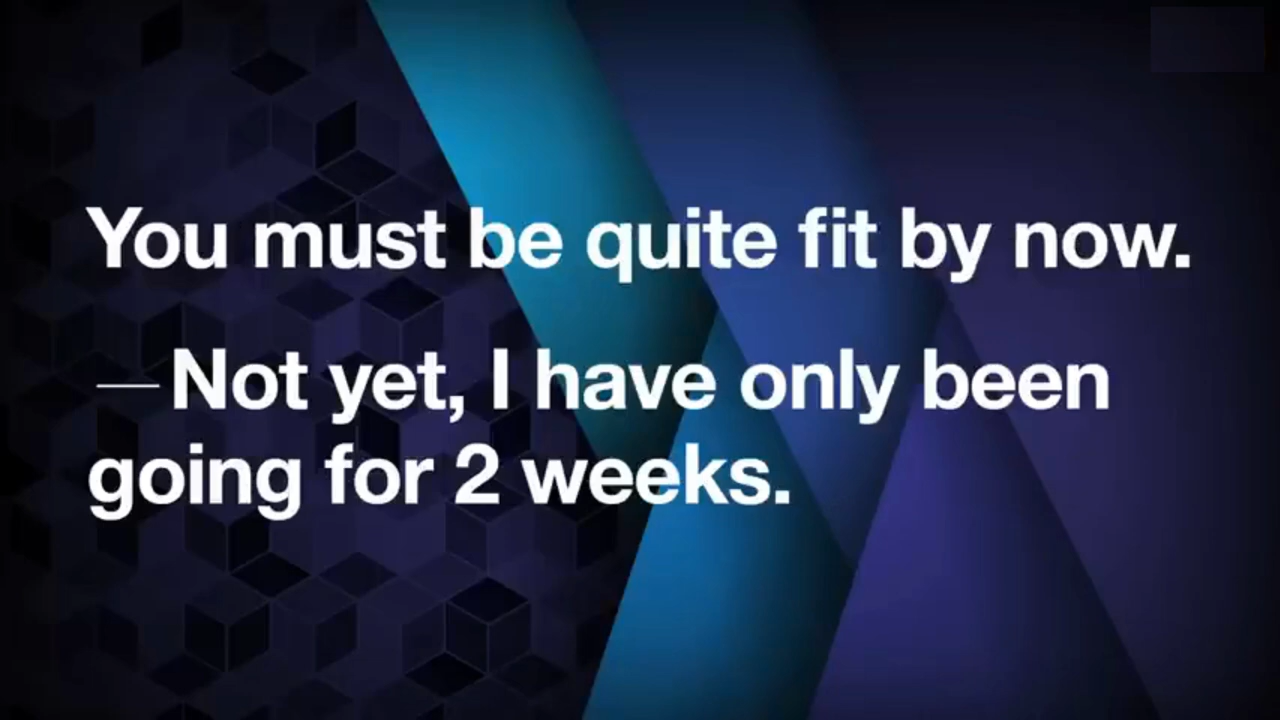 You must be quite fit by now.
—Not yet, I have only been
going for 2 weeks.